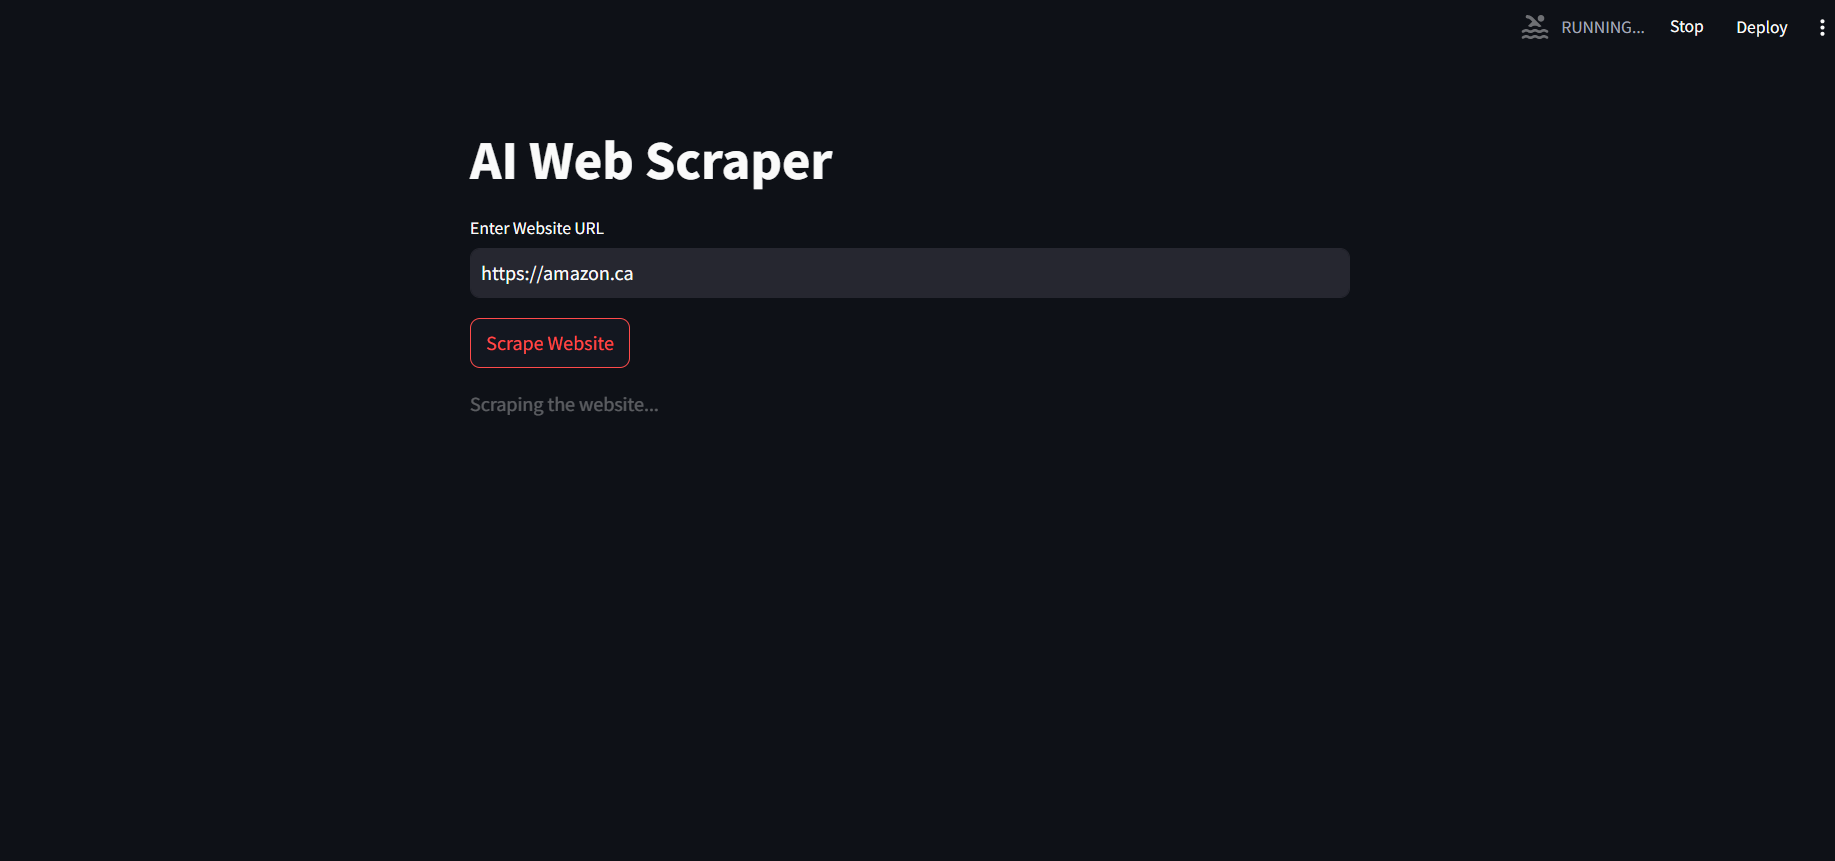 RUNNING... Stop Deploy
AI Web Scraper
Enter Website URL
https://amazon.ca
Scrape Website
Scraping the website...